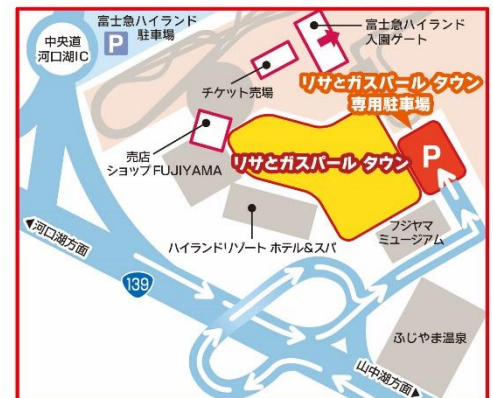 富士急ハイランド
駐車場
P
中央道
河口湖IC
富士急ハイランド
入園ゲート
チケット売場
リサとガスパール タウン
専用駐車場
P
売店
ショップFUJIYAMA
リサとガスパール タウン
ハイランドリゾート ホテル&スパ
フジヤマ
ミュージアム
◀河口湖方面
139
ふじやま温泉
山中湖方面▶